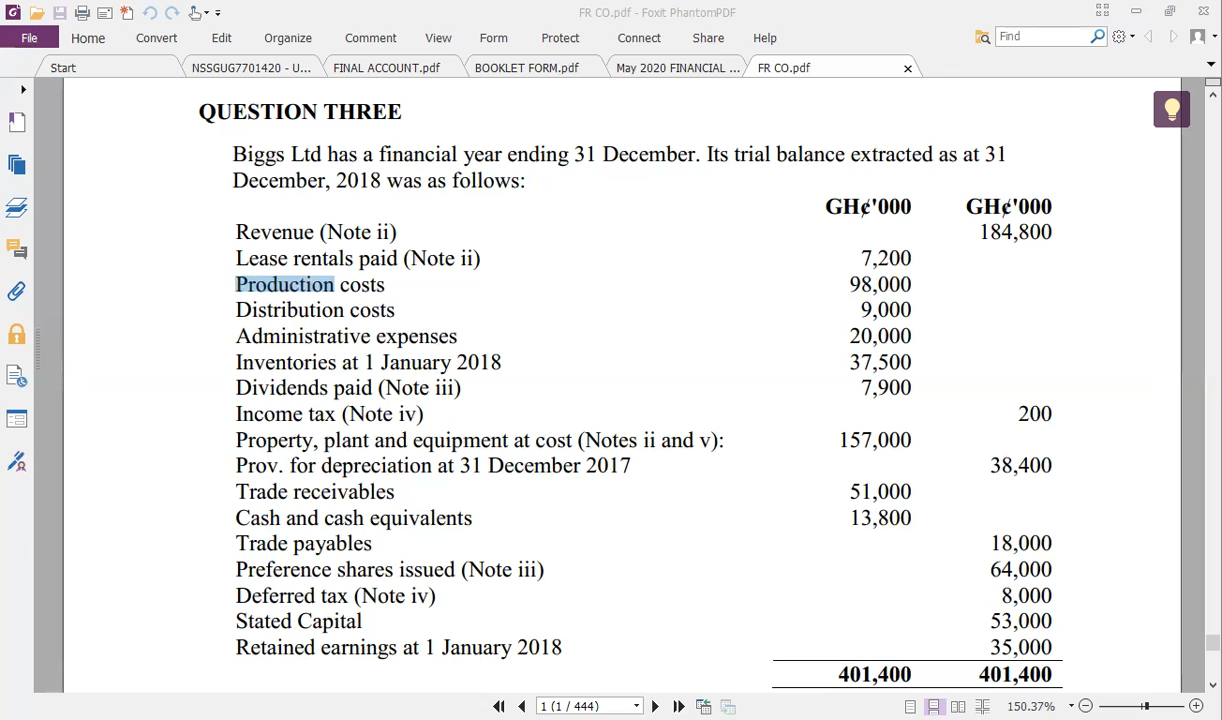 FR CO.pdf - Foxit PhantomPDF
File Home Convert Edit Organize Comment View Form Protect Connect Share Help Find
Start NSSGUG7701420 - U... FINAL ACCOUNT.pdf BOOKLET FORM.pdf May 2020 FINANCIAL ... FR CO.pdf
QUESTION THREE
Biggs Ltd has a financial year ending 31 December. Its trial balance extracted as at 31
December, 2018 was as follows:
GH¢'000 GH¢'000
Revenue (Note ii) 184,800
Lease rentals paid (Note ii) 7,200
Production costs 98,000
Distribution costs 9,000
Administrative expenses 20,000
Inventories at 1 January 2018 37,500
Dividends paid (Note iii) 7,900
Income tax (Note iv) 200
Property, plant and equipment at cost (Notes ii and v): 157,000
Prov. for depreciation at 31 December 2017 38,400
Trade receivables 51,000
Cash and cash equivalents 13,800
Trade payables 18,000
Preference shares issued (Note iii) 64,000
Deferred tax (Note iv) 8,000
Stated Capital 53,000
Retained earnings at 1 January 2018 35,000
401,400 401,400
1 (1 / 444) 150.37%